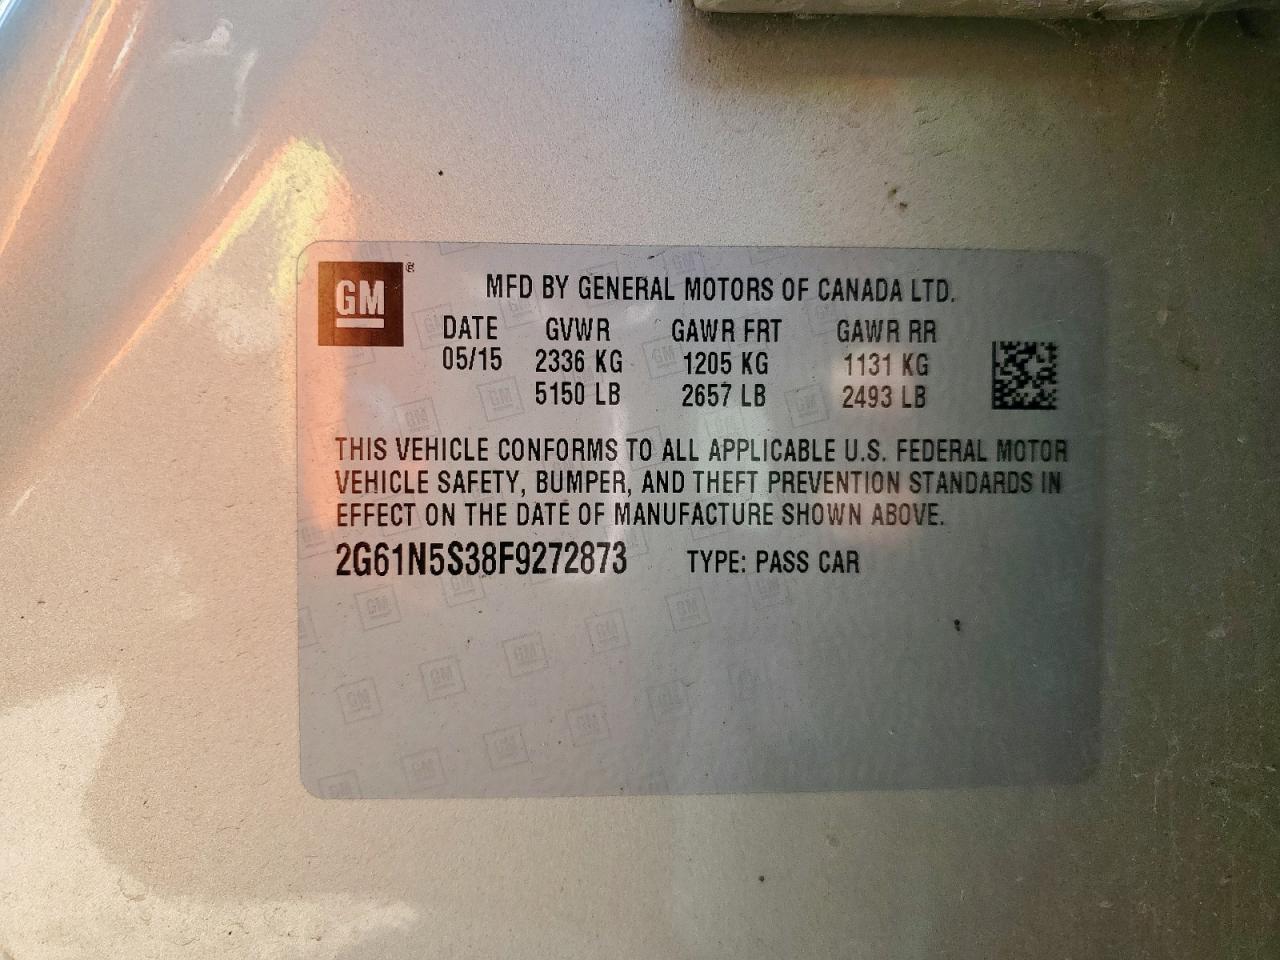 GM®
MFD BY GENERAL MOTORS OF CANADA LTD.
DATE GVWR GAWR FRT GAWR RR
05/15 2336 KG 1205 KG 1131 KG
5150 LB 2657 LB 2493 LB
THIS VEHICLE CONFORMS TO ALL APPLICABLE U.S. FEDERAL MOTOR
VEHICLE SAFETY, BUMPER, AND THEFT PREVENTION STANDARDS IN
EFFECT ON THE DATE OF MANUFACTURE SHOWN ABOVE.
2G61N5S38F9272873 TYPE: PASS CAR